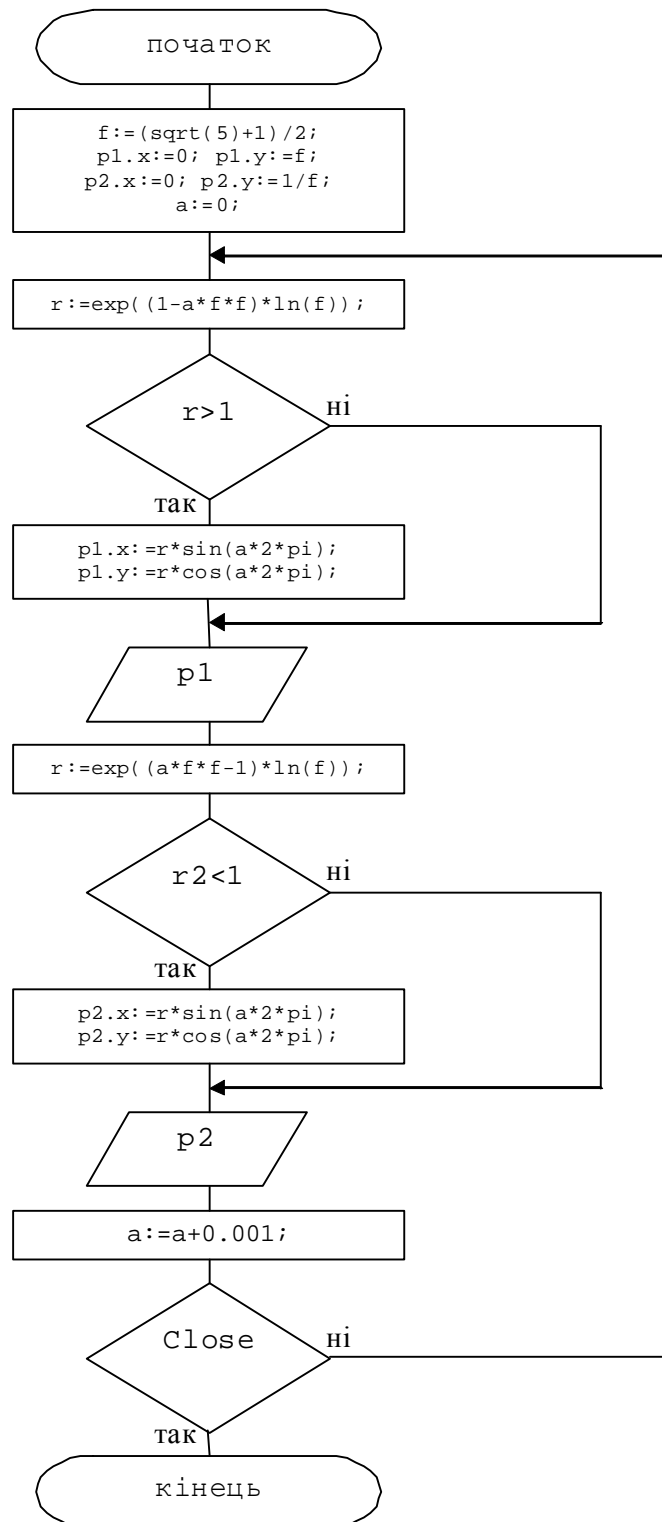 початок
f:=(sqrt(5)+1)/2;
p1.x:=0; p1.y:=f;
p2.x:=0; p2.y:=1/f;
a:=0;
r:=exp((1-a*f*f)*ln(f));
r>1
ні
так
p1.x:=r*sin(a*2*pi);
p1.y:=r*cos(a*2*pi);
p1
r:=exp((a*f*f-1)*ln(f));
r2<1
ні
так
p2.x:=r*sin(a*2*pi);
p2.y:=r*cos(a*2*pi);
p2
a:=a+0.001;
Close
ні
так
кінець